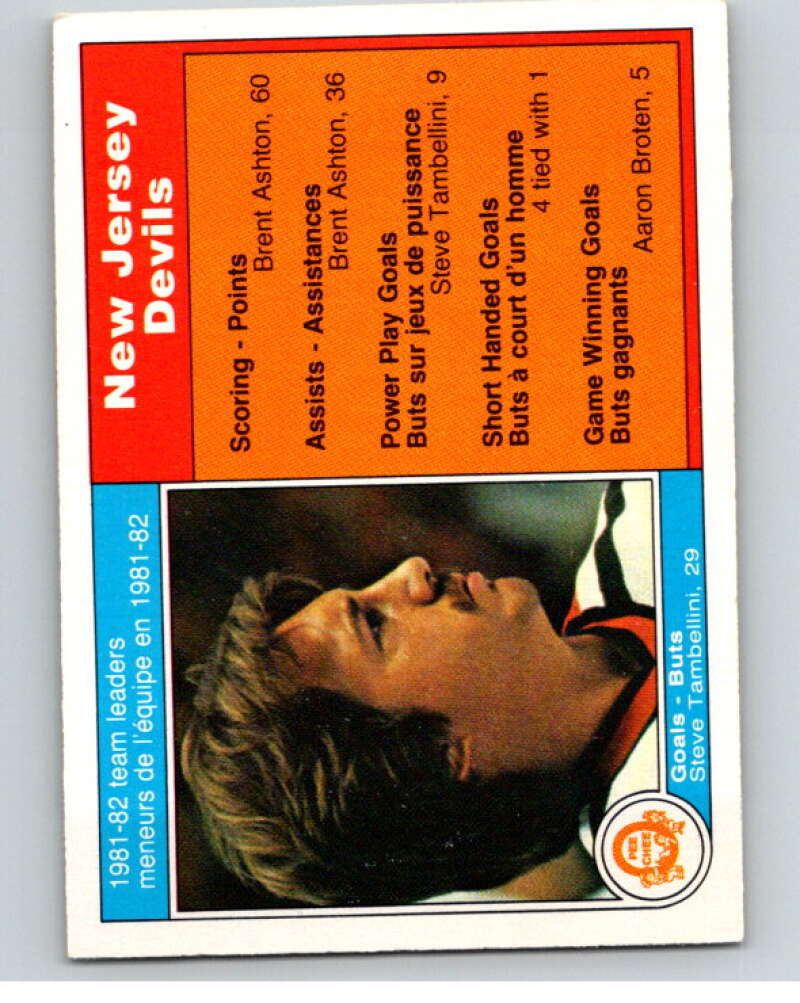 1981-82 team leaders
meneurs de l'équipe en 1981-82
Goals - Buts
Steve Tambellini, 29
O
PEE
CHEE
New Jersey
Devils
Scoring - Points
Brent Ashton, 60
Assists - Assistances
Brent Ashton, 36
Power Play Goals
Buts sur jeux de puissance
Steve Tambellini, 9
Short Handed Goals
Buts à court d'un homme
4 tied with 1
Game Winning Goals
Buts gagnants
Aaron Broten, 5